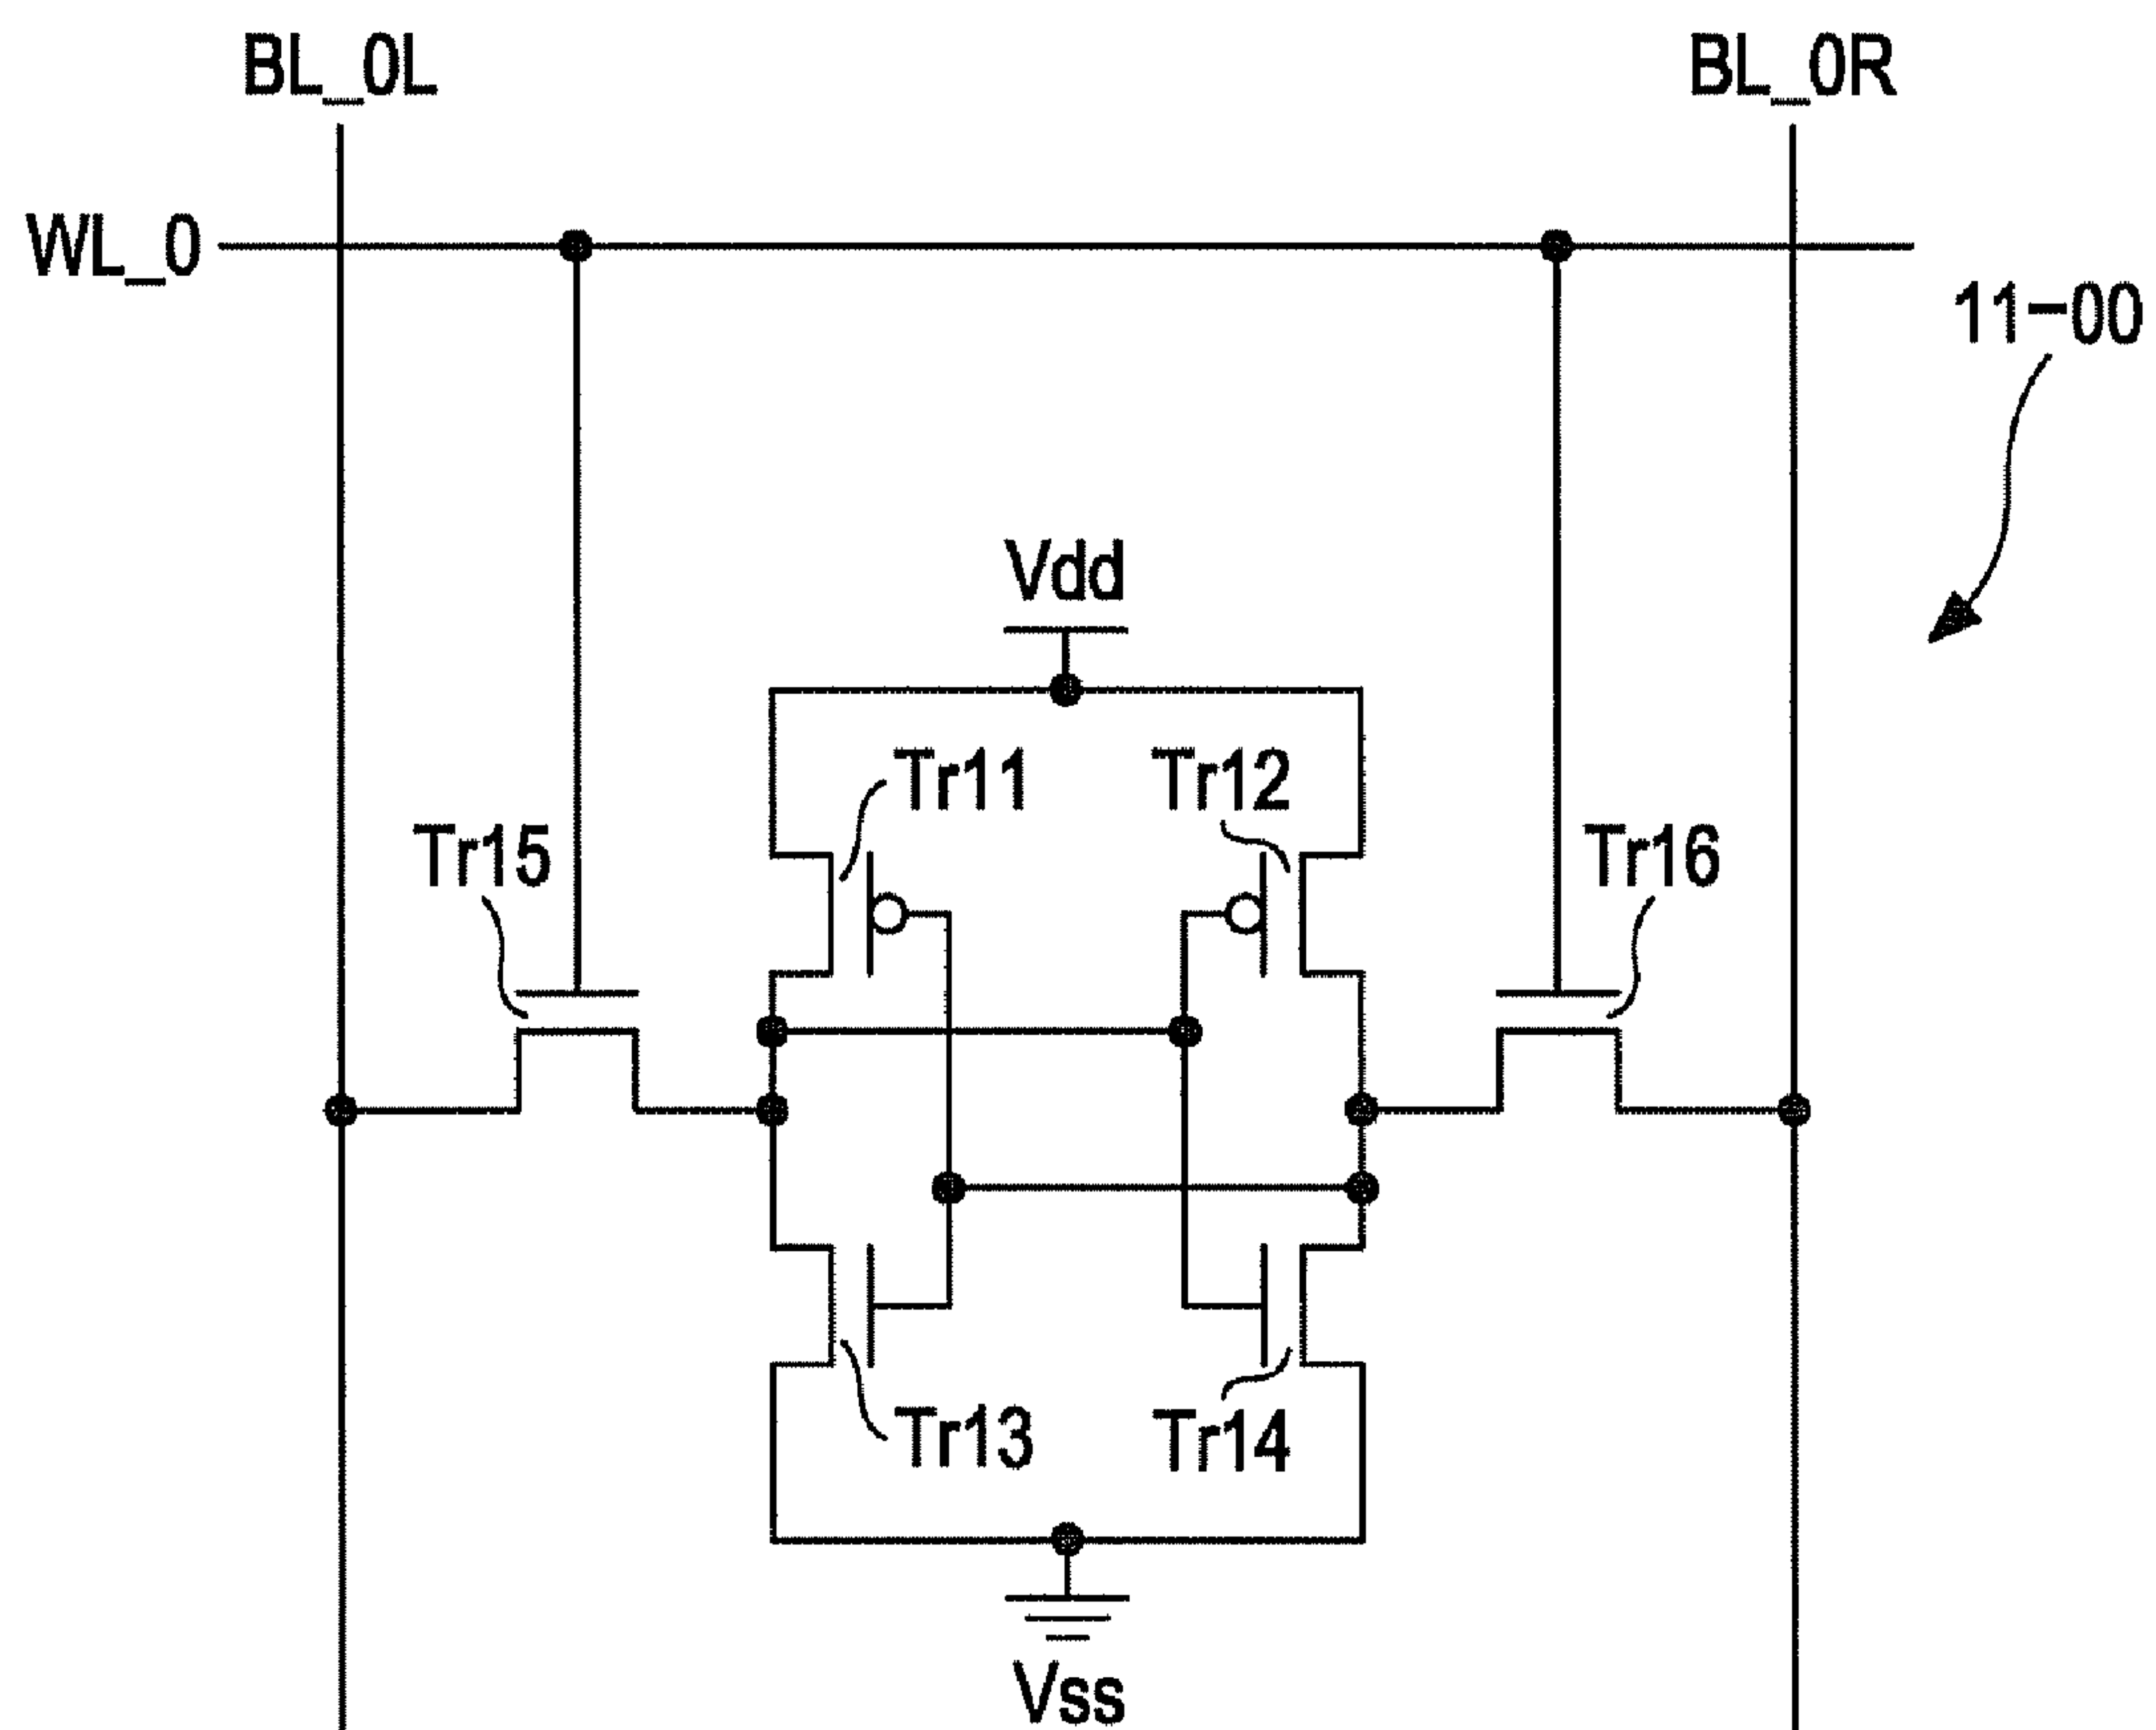 BL_0L
BL_0R
WL_0
11-00
Vdd
Tr11
Tr12
Tr15
Tr16
Tr13
Tr14
Vss